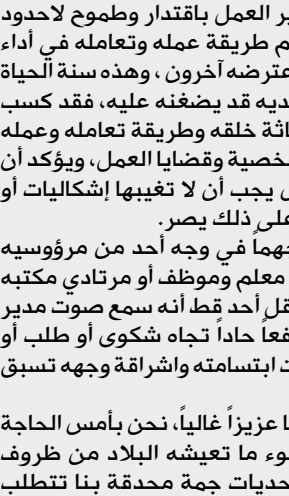 ير العمل باقتدار وطموح لاحدود
م طريقة عمله وتعامله في أداء
عترضه آخرون ، وهذه سنة الحياة
ديه قد يضغنه عليه، فقد كسب
اثة خلقه وطريقة تعامله وعمله
خصية وقضايا العمل، ويؤكد أن
ل يجب أن لا تغيبها إشكاليات أو
على ذلك يصر.
جهماً في وجه أحد من مرؤوسيه
معلم وموظف أو مرتادي مكتبه
قل أحد قط أنه سمع صوت مدير
فعاً حاداً تجاه شكوى أو طلب أو
ت ابتسامته واشراقة وجهه تسبق
ا عزيزاً غالياً، نحن بأمس الحاجة
وء ما تعيشه البلاد من ظروف
حديات جمة محدقة بنا تتطلب